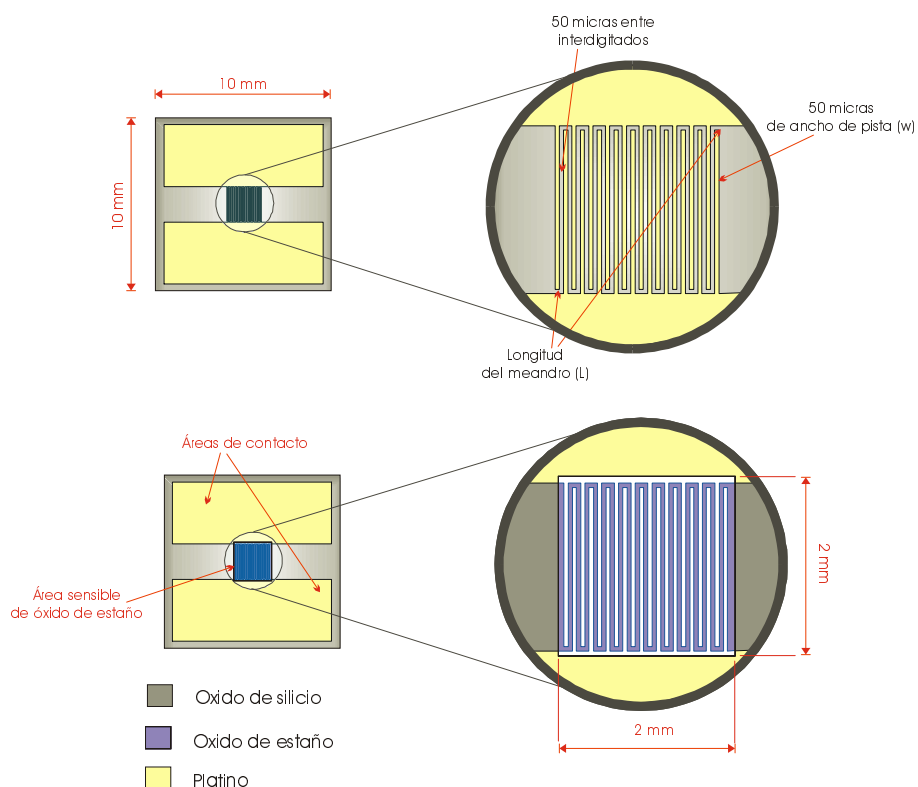 50 micras entre
interdigitados
10 mm
50 micras
de ancho de pista (w)
10 mm
Longitud
del meandro (L)
Áreas de contacto
2 mm
Área sensible
de óxido de estaño
Oxido de silicio
2 mm
Oxido de estaño
Platino